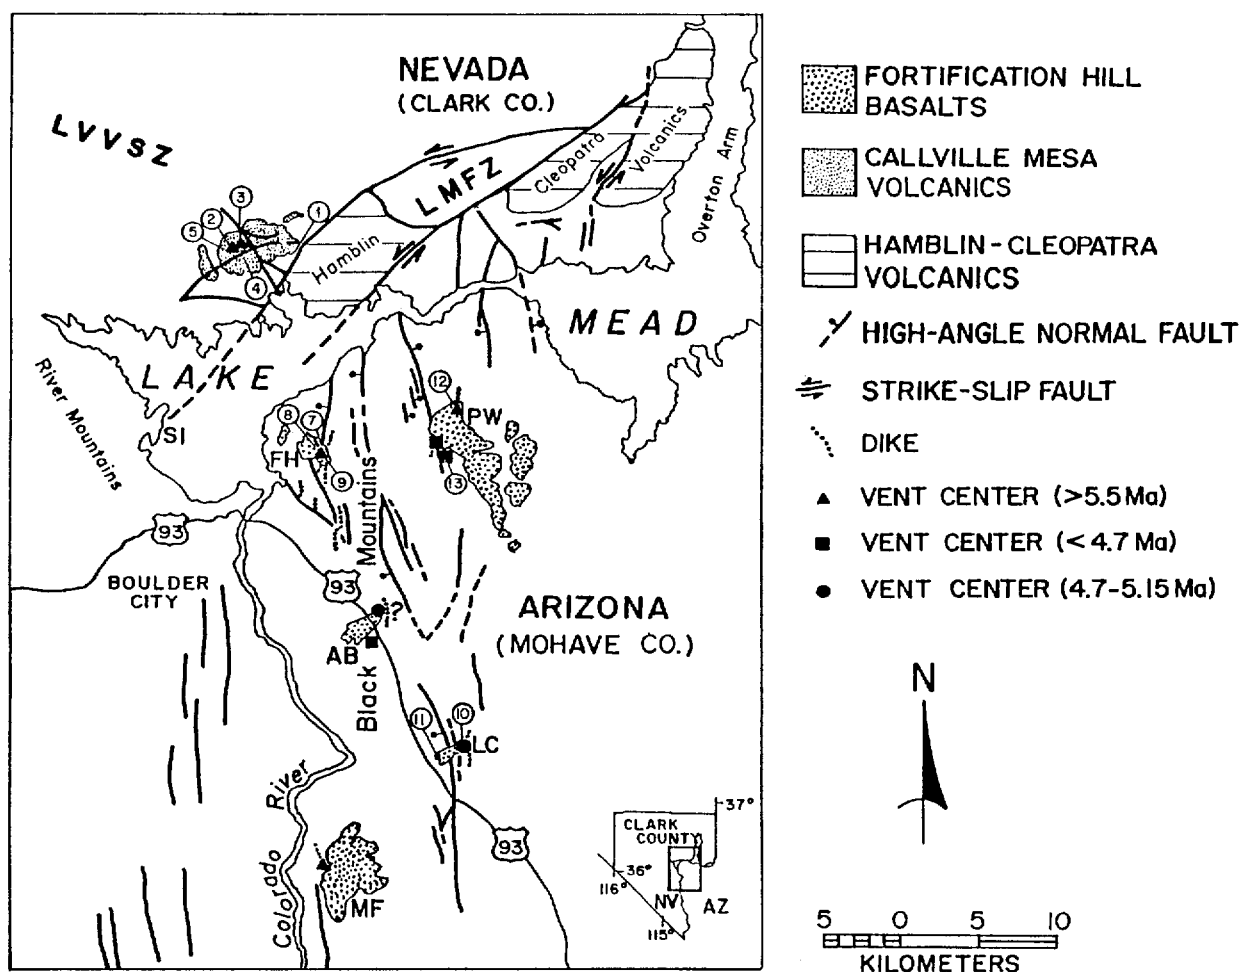 NEVADA
(CLARK CO.)
LVVSZ
LMFZ
Cleopatra
Volcanics
Overton Arm
Hamblin
3
2
1
5
4
MEAD
LAKE
River Mountains
SI
12
PW
8
7
FH
9
13
Mountains
93
BOULDER
CITY
93
ARIZONA
(MOHAVE CO.)
?
AB
Black
11
10
LC
River
Colorado
93
MF
CLARK
COUNTY
37°
36°
116°
NV
AZ
115°
FORTIFICATION HILL
BASALTS
CALLVILLE MESA
VOLCANICS
HAMBLIN-CLEOPATRA
VOLCANICS
HIGH-ANGLE NORMAL FAULT
STRIKE-SLIP FAULT
DIKE
VENT CENTER (>5.5 Ma)
VENT CENTER (<4.7 Ma)
VENT CENTER (4.7-5.15 Ma)
N
5 0 5 10
KILOMETERS